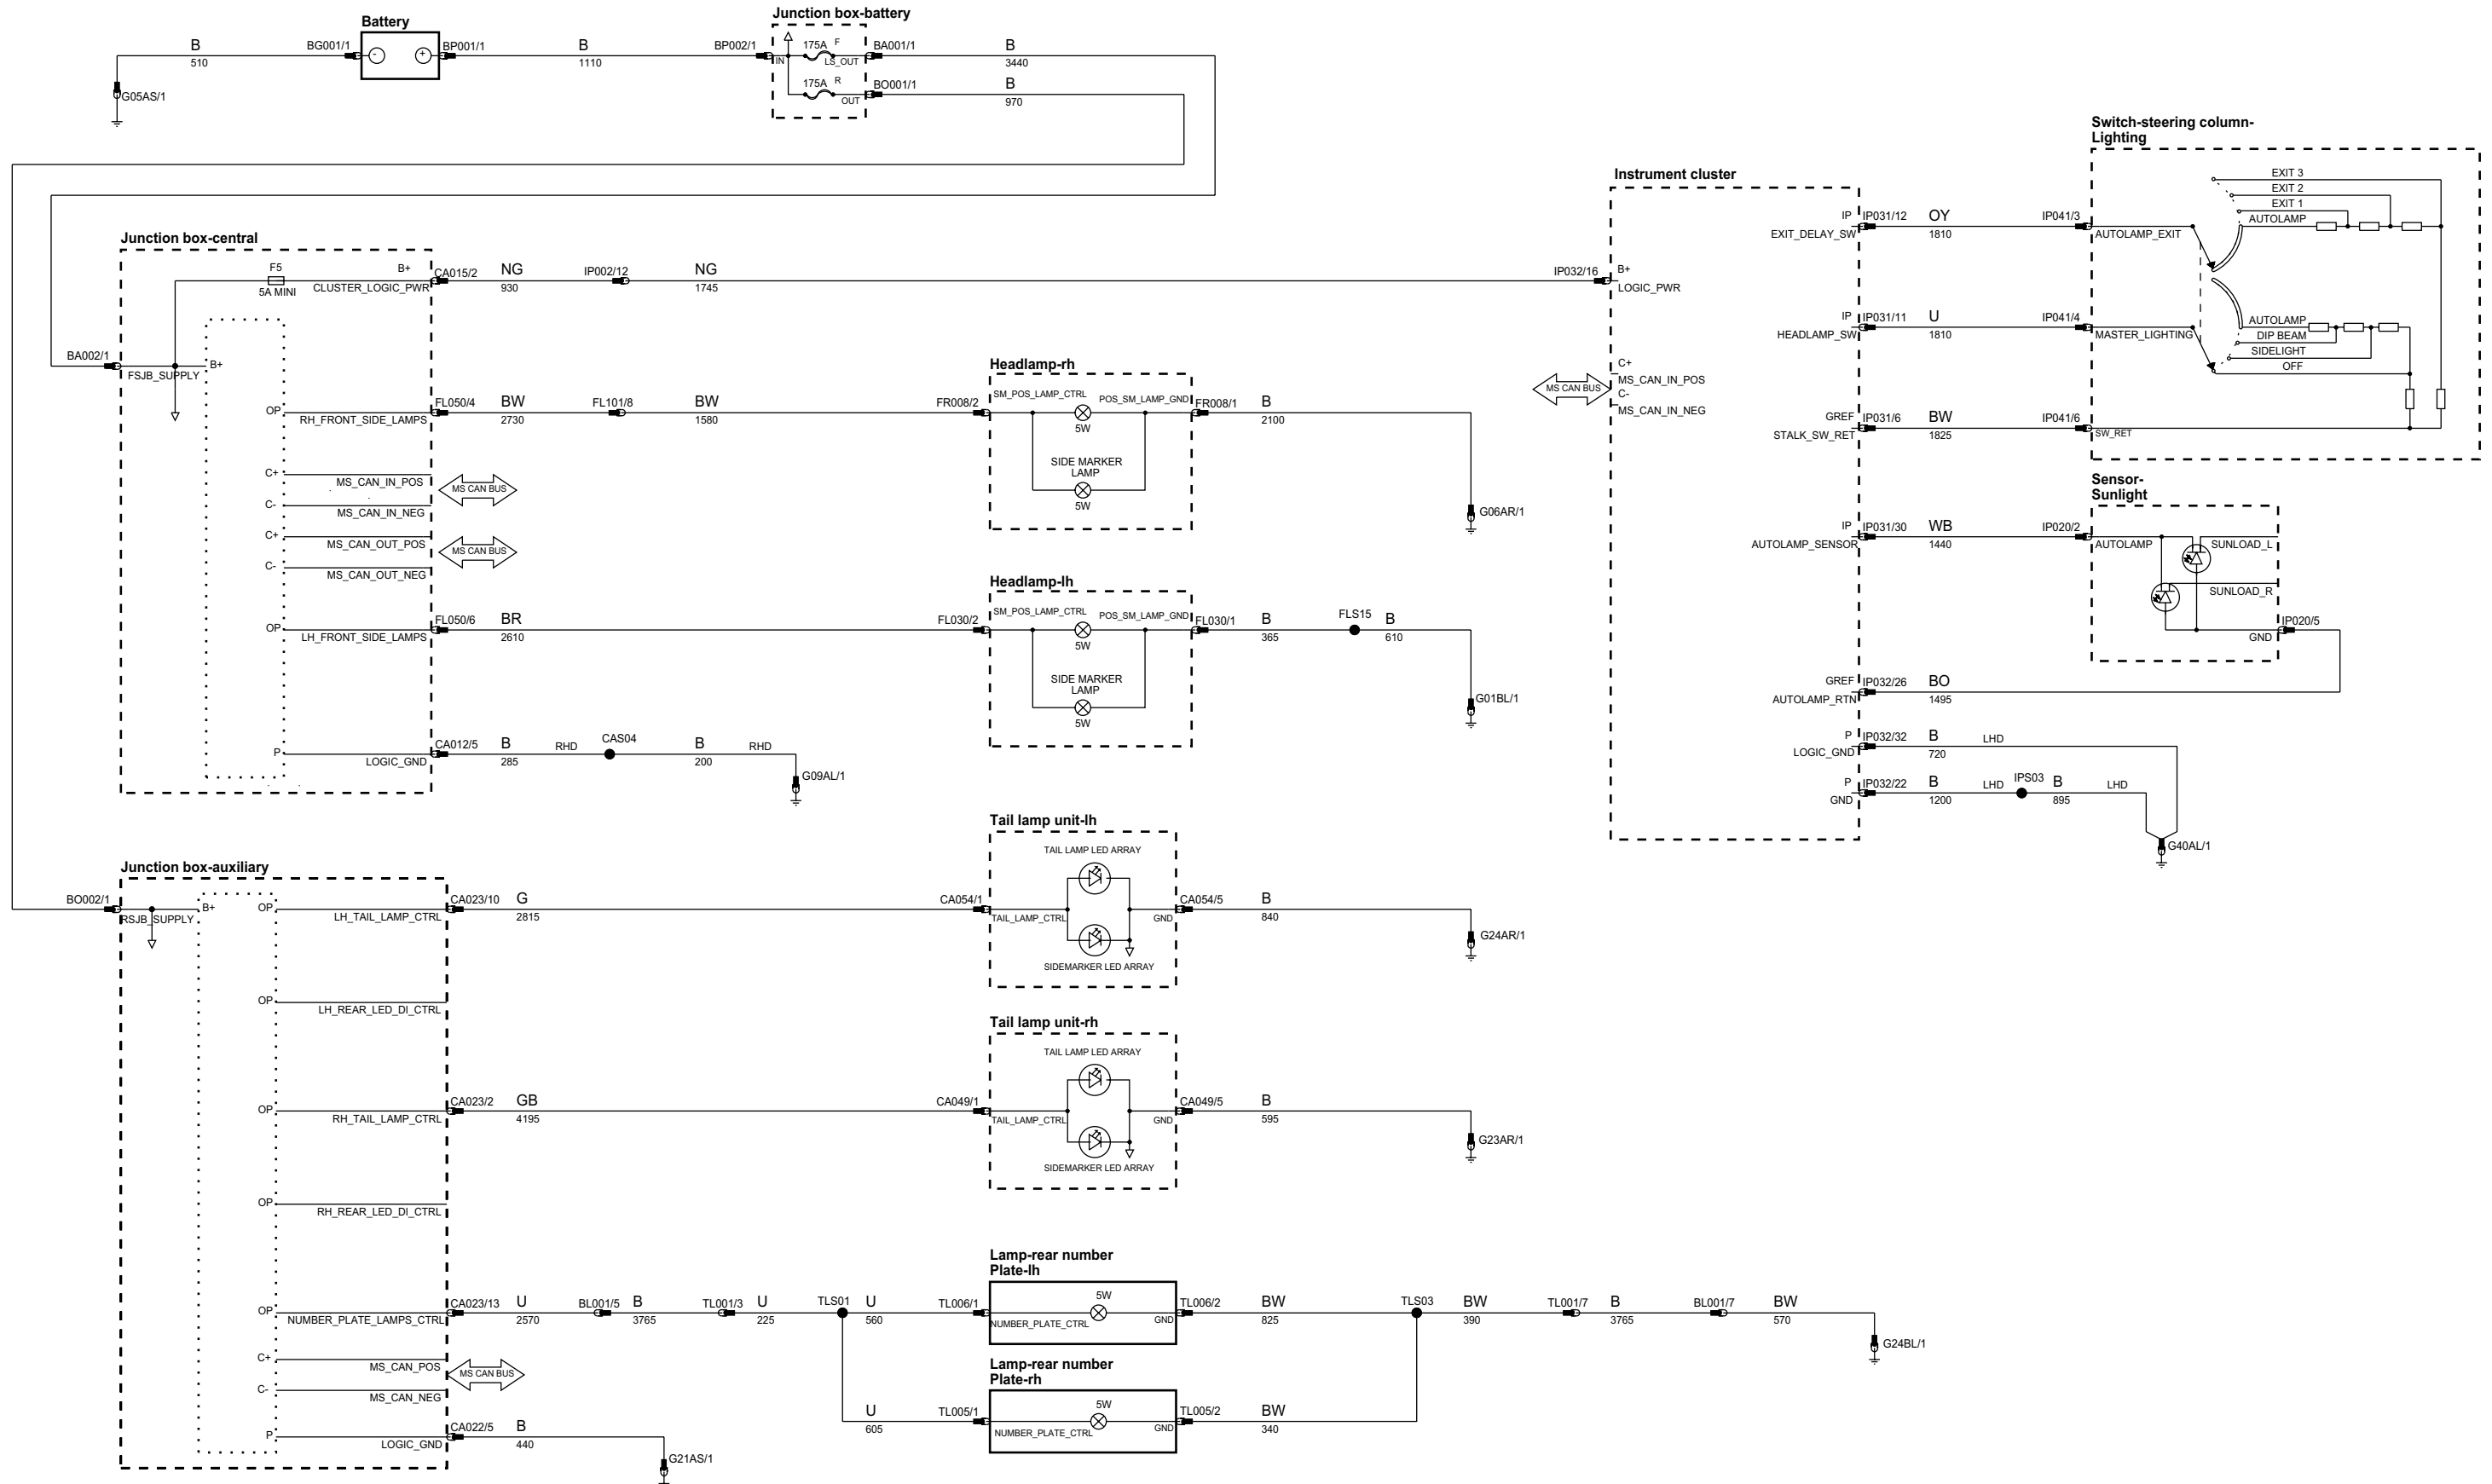 Battery
B
510
BG001/1
-
+
BP001/1
B
1110
BP002/1
G05AS/1
Junction box-battery
175A F
IN
LS_OUT
175A R
OUT
BA001/1
B
3440
BO001/1
B
970
Junction box-central
F5
5A MINI
B+
CLUSTER_LOGIC_PWR
CA015/2
NG
930
IP002/12
NG
1745
IP032/16
BA002/1
FSJB_SUPPLY
B+
OP
RH_FRONT_SIDE_LAMPS
FL050/4
BW
2730
FL101/8
BW
1580
FR008/2
C+
MS_CAN_IN_POS
C-
MS_CAN_IN_NEG
MS CAN BUS
C+
MS_CAN_OUT_POS
C-
MS_CAN_OUT_NEG
MS CAN BUS
OP
LH_FRONT_SIDE_LAMPS
FL050/6
BR
2610
FL030/2
P
LOGIC_GND
CA012/5
B
285
RHD
CAS04
B
200
RHD
G09AL/1
Headlamp-rh
SM_POS_LAMP_CTRL
POS_SM_LAMP_GND
5W
SIDE MARKER
LAMP
5W
FR008/1
B
2100
G06AR/1
Headlamp-lh
SM_POS_LAMP_CTRL
POS_SM_LAMP_GND
5W
SIDE MARKER
LAMP
5W
FL030/1
B
365
FLS15
B
610
G01BL/1
Instrument cluster
B+
LOGIC_PWR
C+
MS_CAN_IN_POS
C-
MS_CAN_IN_NEG
MS CAN BUS
IP
EXIT_DELAY_SW
IP031/12
OY
1810
IP041/3
IP
HEADLAMP_SW
IP031/11
U
1810
IP041/4
GREF
STALK_SW_RET
IP031/6
BW
1825
IP041/6
IP
AUTOLAMP_SENSOR
IP031/30
WB
1440
IP020/2
GREF
AUTOLAMP_RTN
IP032/26
BO
1495
P
LOGIC_GND
IP032/32
B
720
LHD
P
GND
IP032/22
B
1200
LHD
IPS03
B
895
LHD
G40AL/1
Switch-steering column-
Lighting
EXIT 3
EXIT 2
EXIT 1
AUTOLAMP
AUTOLAMP_EXIT
AUTOLAMP
MASTER_LIGHTING
DIP BEAM
SIDELIGHT
OFF
SW_RET
Sensor-
Sunlight
AUTOLAMP
SUNLOAD_L
SUNLOAD_R
GND
IP020/5
Junction box-auxiliary
BO002/1
RSJB_SUPPLY
B+
OP
LH_TAIL_LAMP_CTRL
CA023/10
G
2815
CA054/1
OP
LH_REAR_LED_DI_CTRL
OP
RH_TAIL_LAMP_CTRL
CA023/2
GB
4195
CA049/1
OP
RH_REAR_LED_DI_CTRL
OP
NUMBER_PLATE_LAMPS_CTRL
CA023/13
U
2570
BL001/5
B
3765
TL001/3
U
225
TLS01
U
560
TL006/1
C+
MS_CAN_POS
C-
MS_CAN_NEG
MS CAN BUS
P
LOGIC_GND
CA022/5
B
440
G21AS/1
U
605
TL005/1
Tail lamp unit-lh
TAIL LAMP LED ARRAY
TAIL_LAMP_CTRL
GND
SIDEMARKER LED ARRAY
CA054/5
B
840
G24AR/1
Tail lamp unit-rh
TAIL LAMP LED ARRAY
TAIL_LAMP_CTRL
GND
SIDEMARKER LED ARRAY
CA049/5
B
595
G23AR/1
Lamp-rear number
Plate-lh
5W
NUMBER_PLATE_CTRL
GND
TL006/2
BW
825
TLS03
BW
390
TL001/7
B
3765
BL001/7
BW
570
G24BL/1
Lamp-rear number
Plate-rh
5W
NUMBER_PLATE_CTRL
GND
TL005/2
BW
340